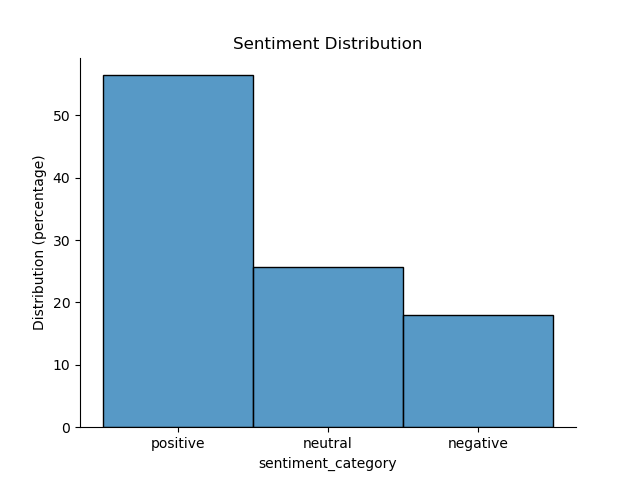 Sentiment Distribution
Distribution (percentage)
50
40
30
20
10
0
positive neutral negative
sentiment_category